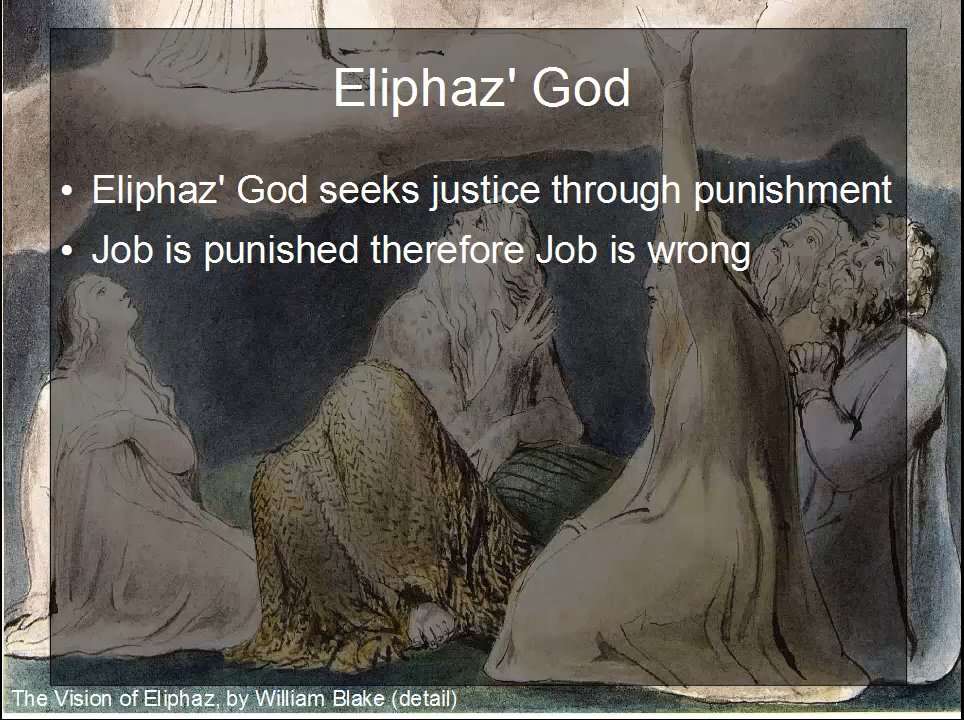 Eliphaz' God
• Eliphaz' God seeks justice through punishment
• Job is punished therefore Job is wrong
The Vision of Eliphaz, by William Blake (detail)